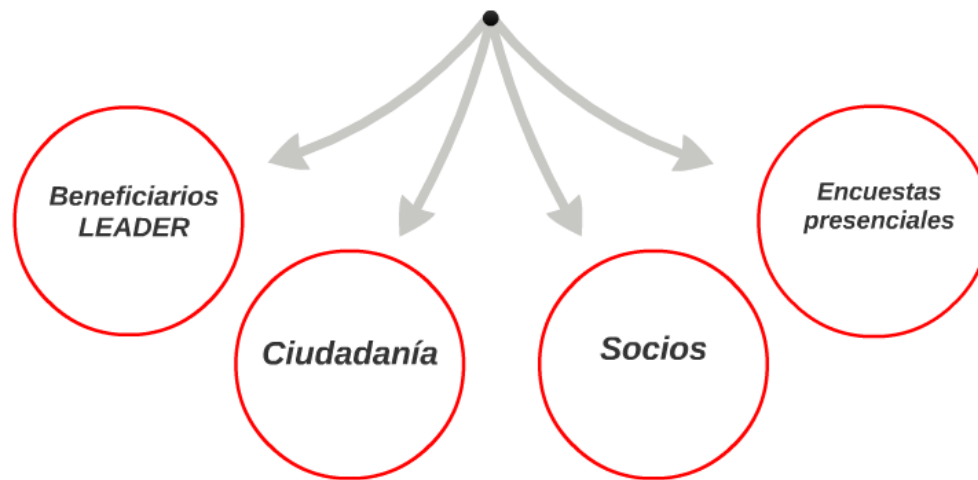 Beneficiarios
LEADER
Ciudadanía
Socios
Encuestas
presenciales